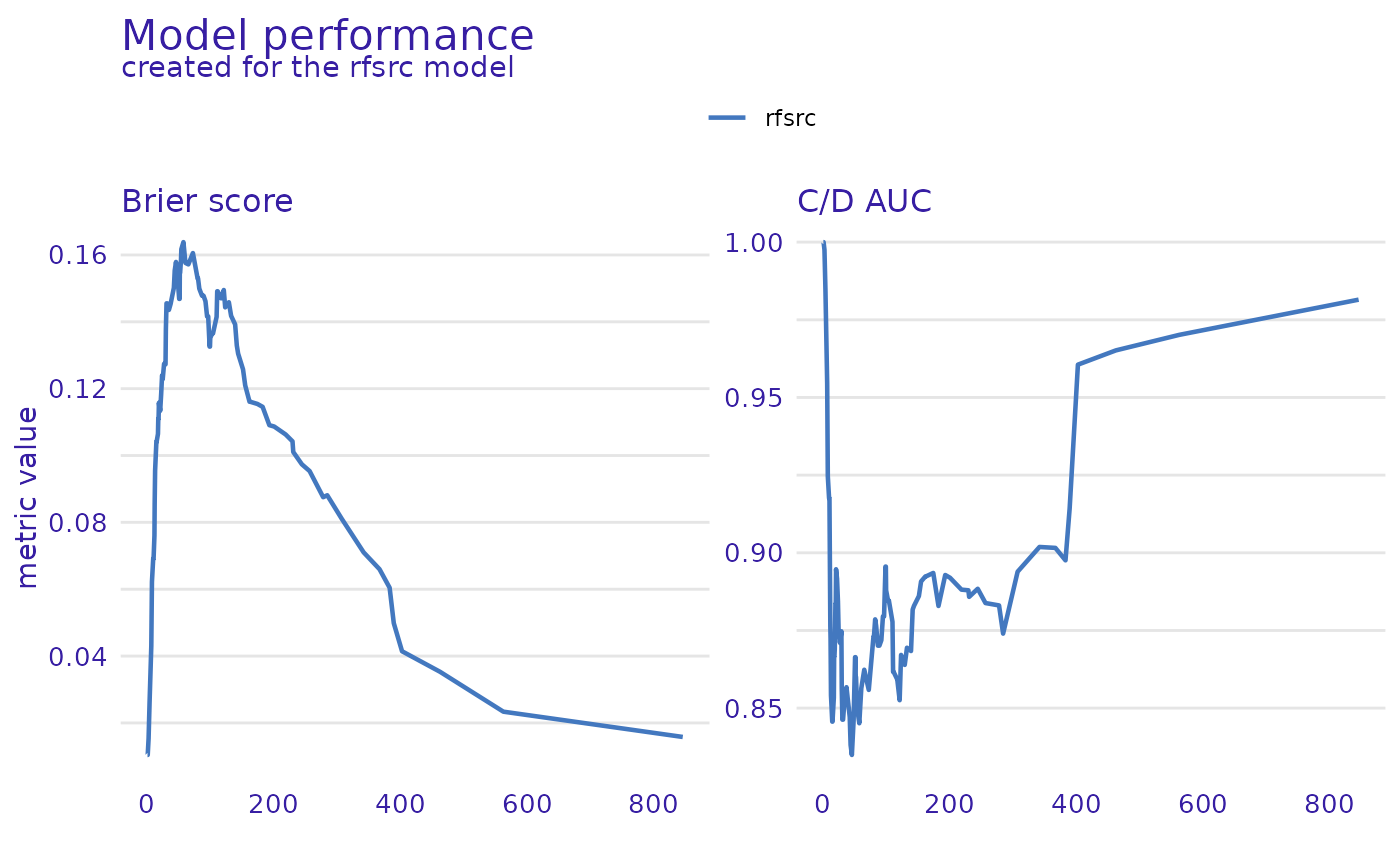 Model performance
created for the rfsrc model
rfsrc
Brier score
C/D AUC
metric value
0.16
0.12
0.08
0.04
0 200 400 600 800
1.00
0.95
0.90
0.85
0 200 400 600 800